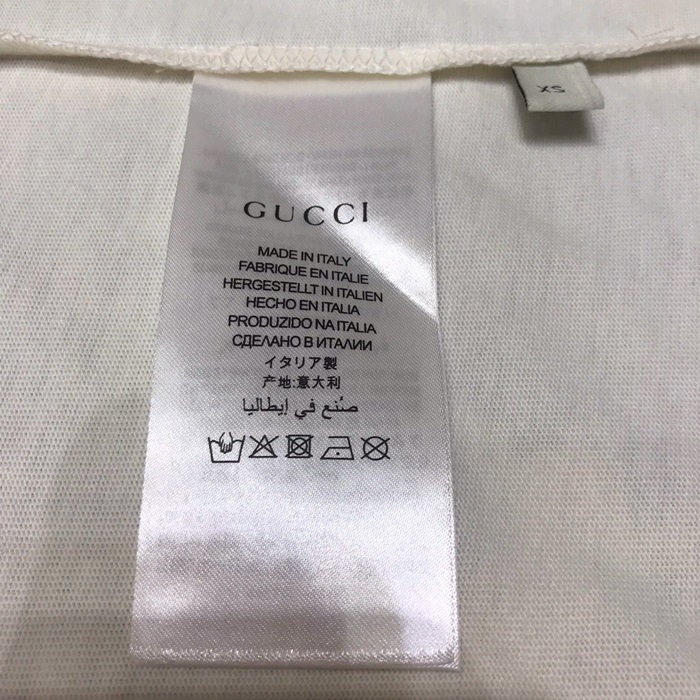 XS
GUCCI
MADE IN ITALY
FABRIQUE EN ITALIE
HERGESTELLT IN ITALIEN
HECHO EN ITALIA
PRODUZIDO NA ITALIA
СДЕЛАНО В ИТАЛИИ
イタリア製
产地:意大利
صُنع في إيطاليا